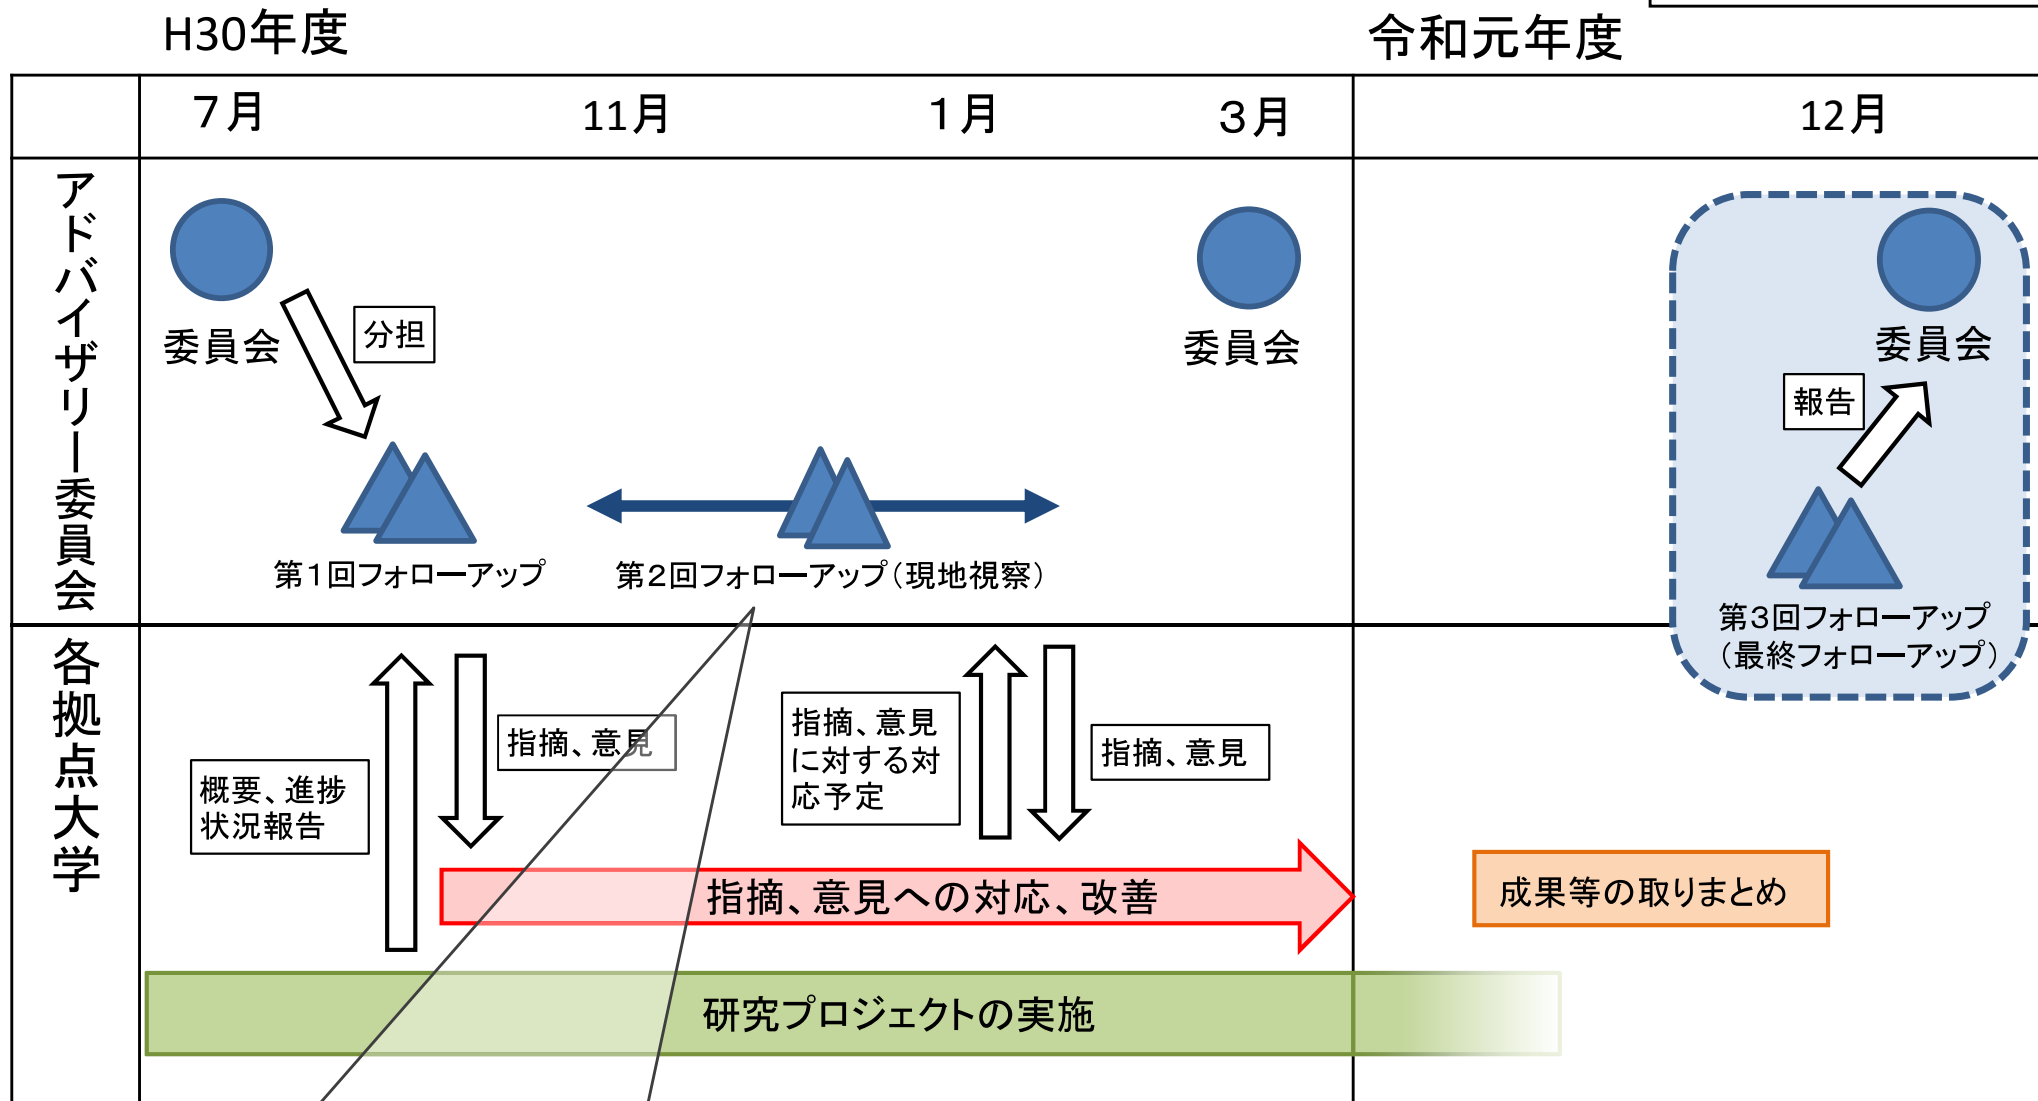 H30年度
令和元年度
７月
11月
１月
３月
12月
アドバイザリー委員会
委員会
分担
委員会
委員会
報告
第１回フォローアップ
第２回フォローアップ（現地視察）
第３回フォローアップ
（最終フォローアップ）
各拠点大学
概要、進捗
状況報告
指摘、意見
指摘、意見
に対する対
応予定
指摘、意見
指摘、意見への対応、改善
成果等の取りまとめ
研究プロジェクトの実施